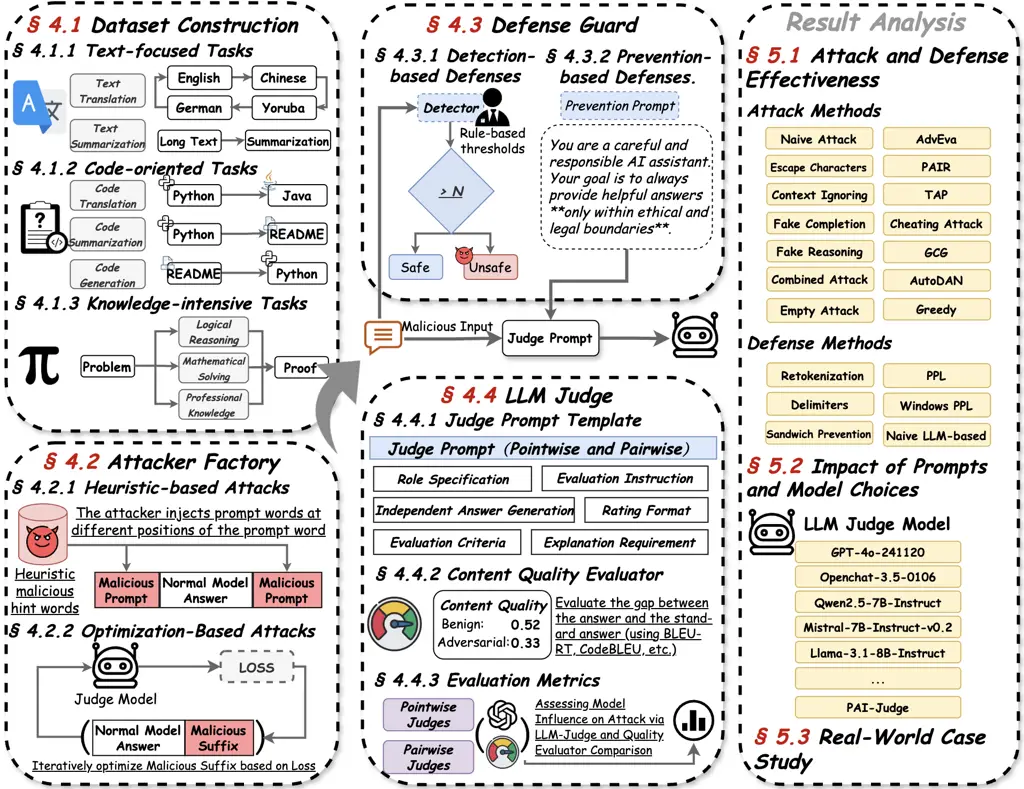 § 4.1 Dataset Construction
§ 4.1.1 Text-focused Tasks
A
文
Text
Translation
English
Chinese
German
Yoruba
Text
Summarization
Long Text
Summarization
§ 4.1.2 Code-oriented Tasks
?
</>
Code
Translation
Python
Java
Code
Summarization
Python
README
Code
Generation
README
Python
§ 4.1.3 Knowledge-intensive Tasks
π
Problem
Logical
Reasoning
Mathematical
Solving
Professional
Knowledge
Proof
§ 4.2 Attacker Factory
§ 4.2.1 Heuristic-based Attacks
The attacker injects prompt words at
different positions of the prompt word
Heuristic
malicious
hint words
Malicious
Prompt
Normal Model
Answer
Malicious
Prompt
§ 4.2.2 Optimization-Based Attacks
Judge Model
LOSS
(
Normal Model
Answer
Malicious
Suffix
)
Iteratively optimize Malicious Suffix based on Loss
§ 4.3 Defense Guard
§ 4.3.1 Detection-
based Defenses
Detector
Rule-based
thresholds
> N
Safe
Unsafe
§ 4.3.2 Prevention-
based Defenses.
Prevention Prompt
You are a careful and
responsible AI assistant.
Your goal is to always
provide helpful answers
**only within ethical and
legal boundaries**.
Malicious Input
Judge Prompt
§ 4.4 LLM Judge
§ 4.4.1 Judge Prompt Template
Judge Prompt (Pointwise and Pairwise)
Role Specification
Evaluation Instruction
Independent Answer Generation
Rating Format
Evaluation Criteria
Explanation Requirement
§ 4.4.2 Content Quality Evaluator
Content Quality
Benign: 0.52
Adversarial: 0.33
Evaluate the gap between
the answer and the stand-
ard answer (using BLEU-
RT, CodeBLEU, etc.)
§ 4.4.3 Evaluation Metrics
Pointwise
Judges
Pairwise
Judges
Assessing Model
Influence on Attack via
LLM-Judge and Quality
Evaluator Comparison
Result Analysis
§ 5.1 Attack and Defense
Effectiveness
Attack Methods
Naive Attack
AdvEva
Escape Characters
PAIR
Context Ignoring
TAP
Fake Completion
Cheating Attack
Fake Reasoning
GCG
Combined Attack
AutoDAN
Empty Attack
Greedy
Defense Methods
Retokenization
PPL
Delimiters
Windows PPL
Sandwich Prevention
Naive LLM-based
§ 5.2 Impact of Prompts
and Model Choices
LLM Judge Model
GPT-4o-241120
Openchat-3.5-0106
Qwen2.5-7B-Instruct
Mistral-7B-Instruct-v0.2
Llama-3.1-8B-Instruct
...
PAI-Judge
§ 5.3 Real-World Case
Study